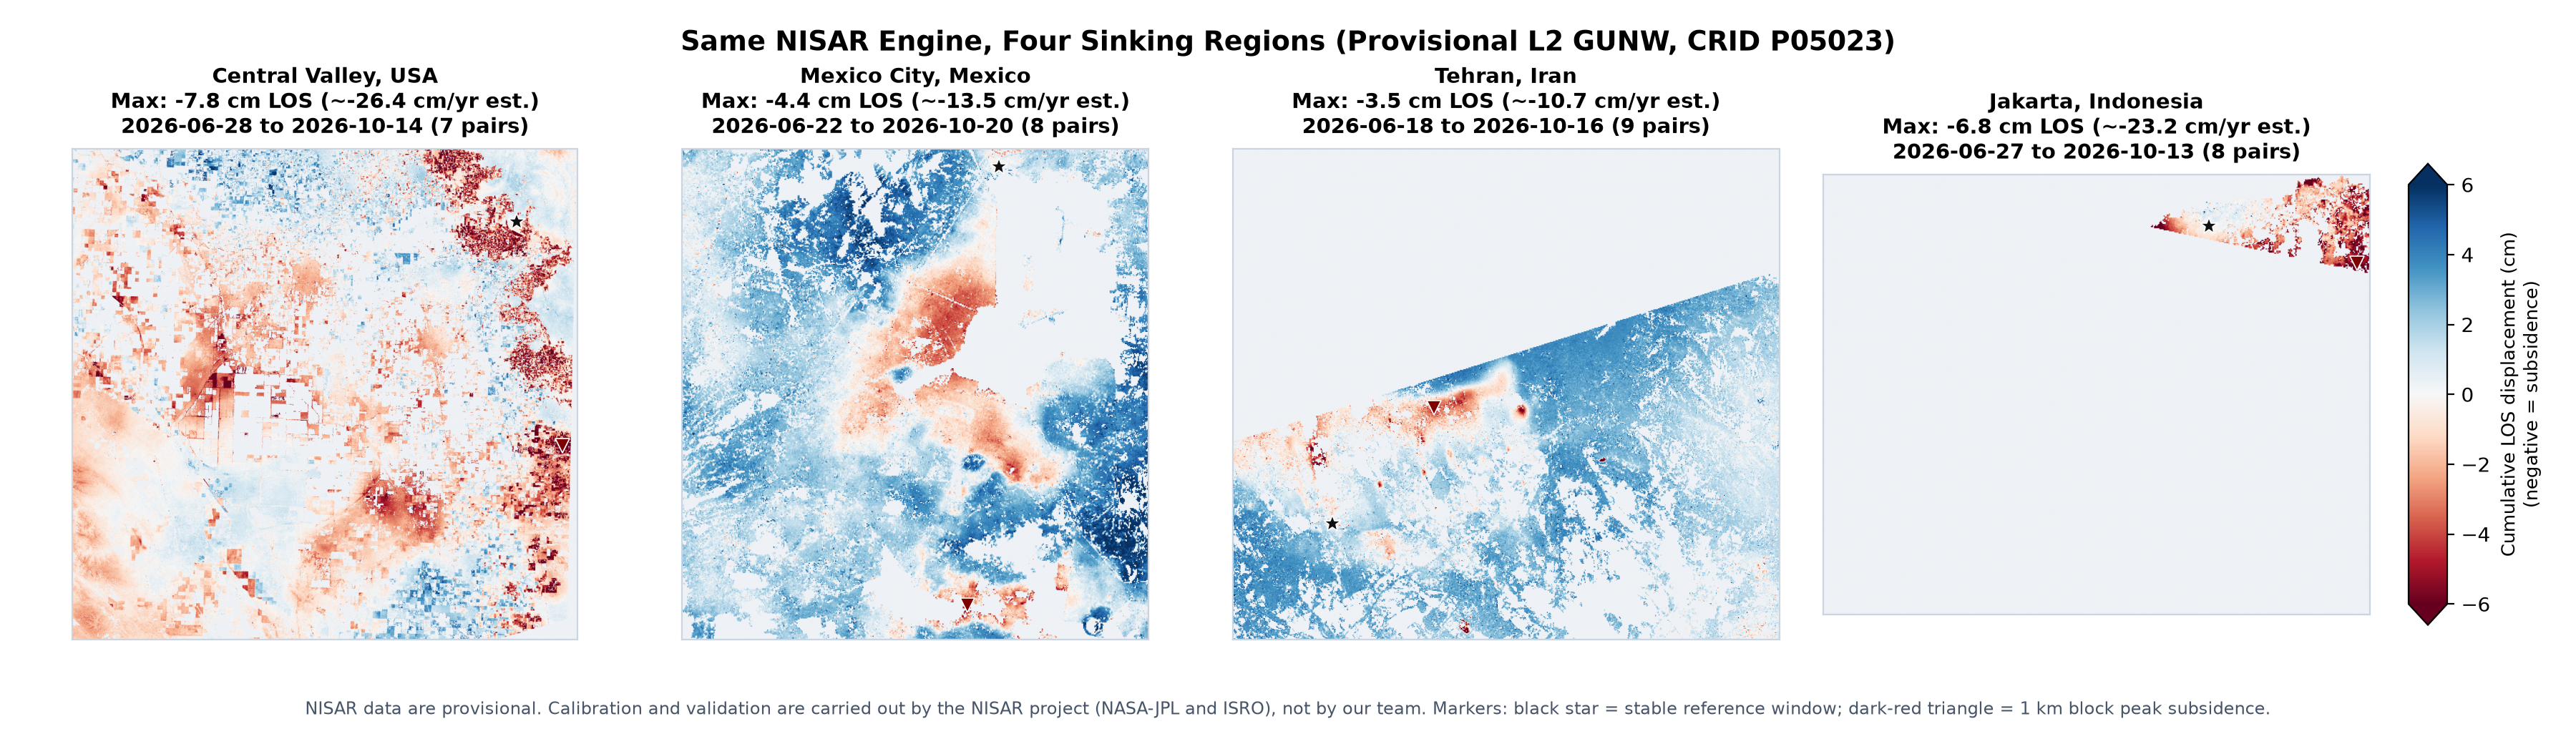 Same NISAR Engine, Four Sinking Regions (Provisional L2 GUNW, CRID P05023)
Central Valley, USA
Max: -7.8 cm LOS (~-26.4 cm/yr est.)
2026-06-28 to 2026-10-14 (7 pairs)
Mexico City, Mexico
Max: -4.4 cm LOS (~-13.5 cm/yr est.)
2026-06-22 to 2026-10-20 (8 pairs)
Tehran, Iran
Max: -3.5 cm LOS (~-10.7 cm/yr est.)
2026-06-18 to 2026-10-16 (9 pairs)
Jakarta, Indonesia
Max: -6.8 cm LOS (~-23.2 cm/yr est.)
2026-06-27 to 2026-10-13 (8 pairs)
6
4
2
0
−2
−4
−6
Cumulative LOS displacement (cm)
(negative = subsidence)
NISAR data are provisional. Calibration and validation are carried out by the NISAR project (NASA-JPL and ISRO), not by our team. Markers: black star = stable reference window; dark-red triangle = 1 km block peak subsidence.